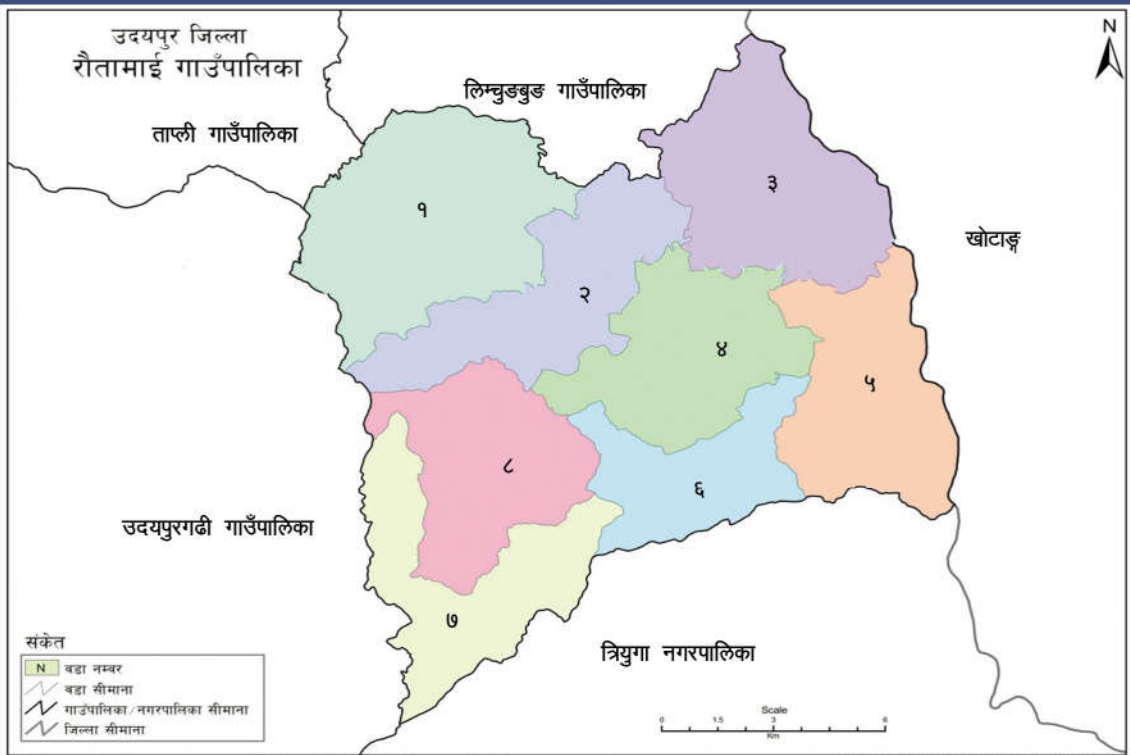 उदयपुर जिल्ला
रौतामाई गाउँपालिका
N
लिम्चुङबुङ गाउँपालिका
ताप्ली गाउँपालिका
३
१
खोटाङ्ग
२
४
५
८
६
उदयपुरगढी गाउँपालिका
७
त्रियुगा नगरपालिका
संकेत
N वडा नम्बर
वडा सीमाना
गाउँपालिका/नगरपालिका सीमाना
जिल्ला सीमाना
Scale
0 1.5 3 6
Km